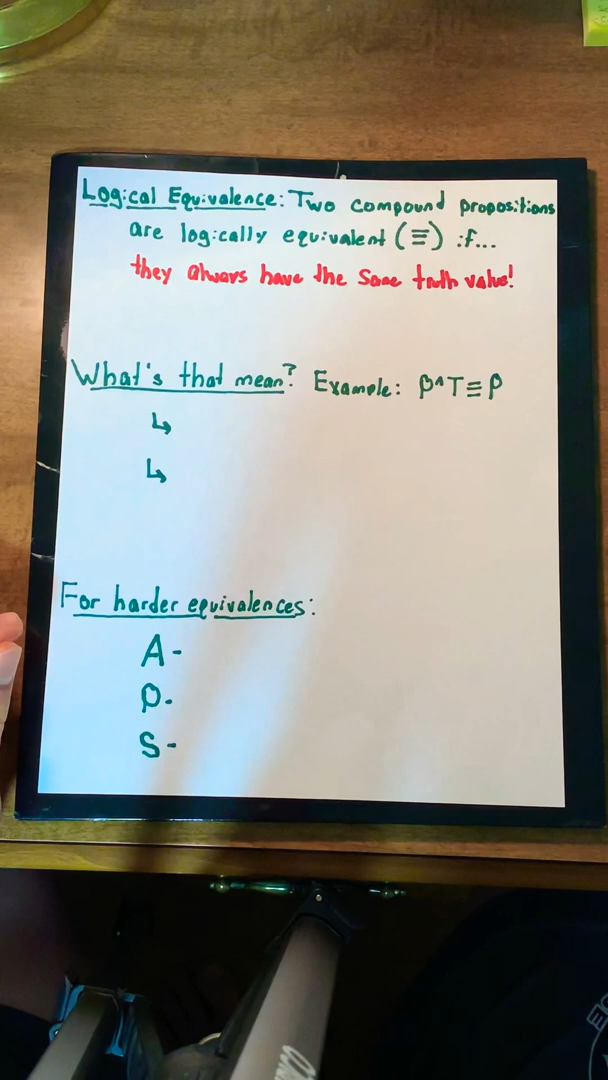 Logical Equivalence: Two compound propositions
are logically equivalent (≡) if...
they always have the same truth value!
What's that mean? Example: p^T≡p
↳
↳
For harder equivalences:
A-
P-
S-